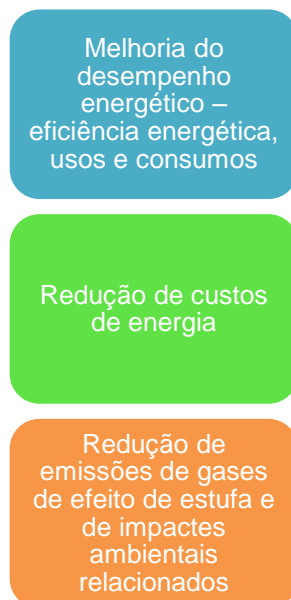 Melhoria do
desempenho
energético –
eficiência energética,
usos e consumos
Redução de custos
de energia
Redução de
emissões de gases
de efeito de estufa e
de impactes
ambientais
relacionados